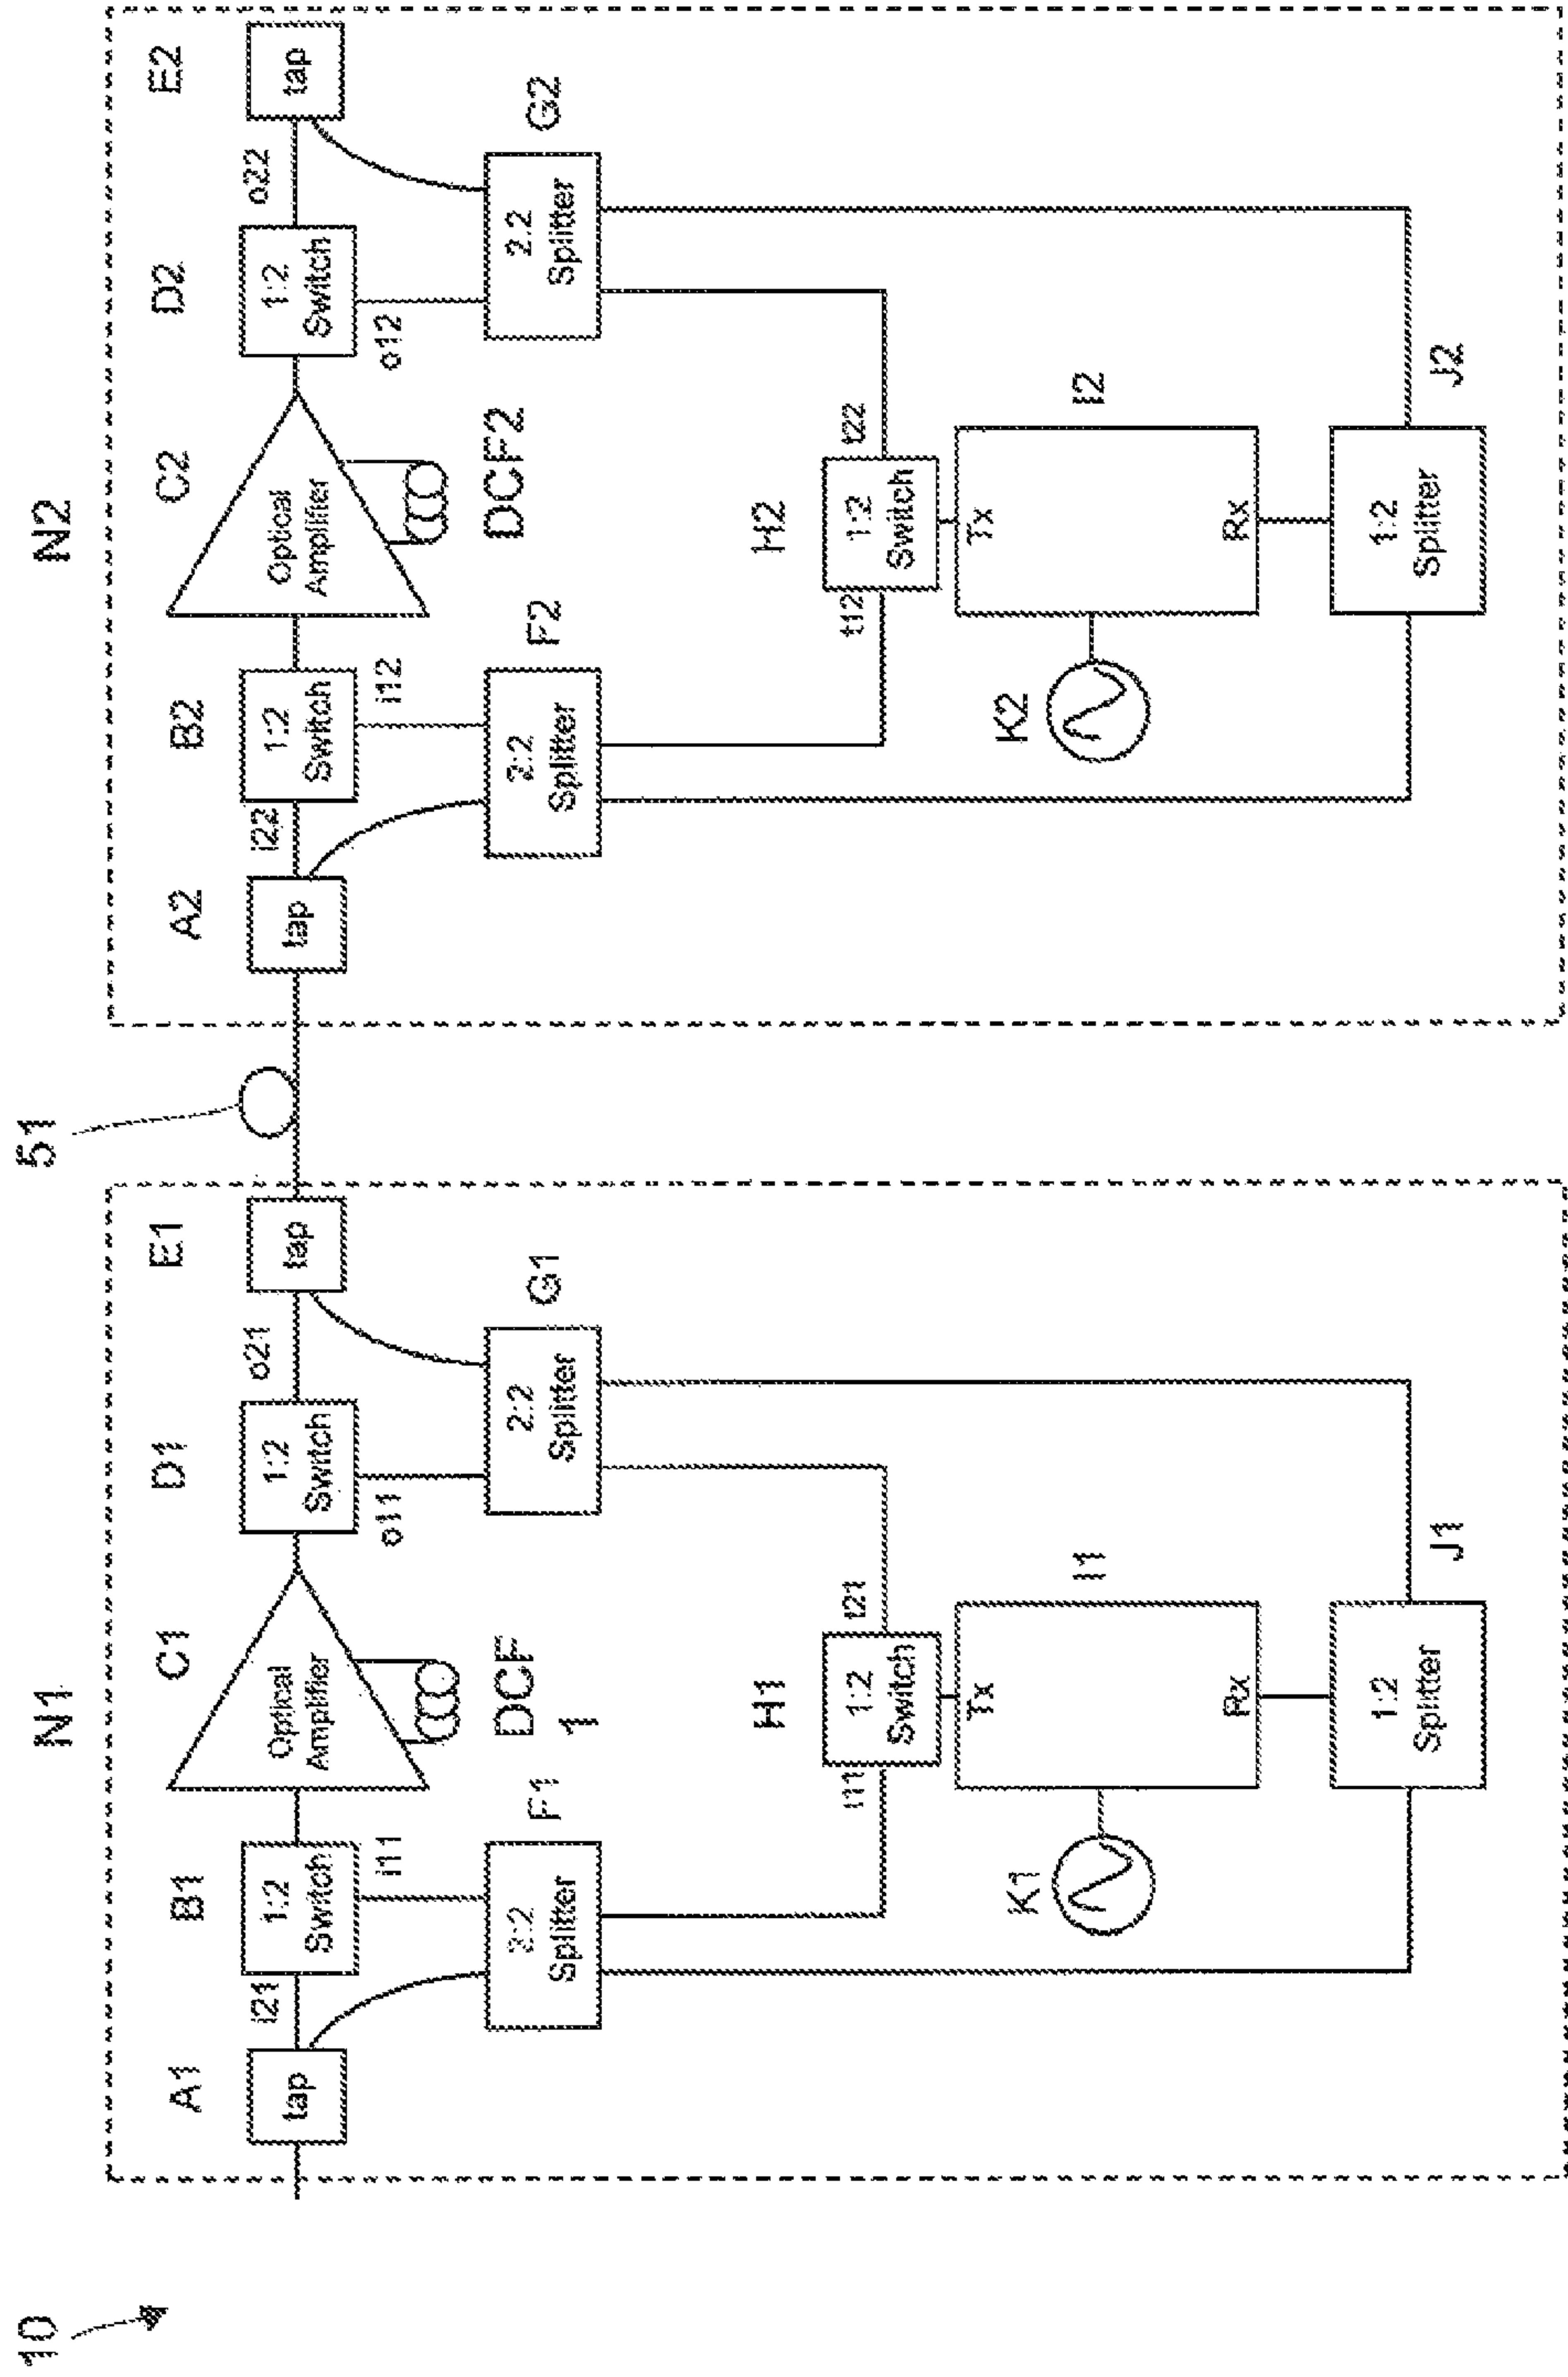 10
N1
51
N2
A1
B1
C1
D1
E1
A2
B2
C2
D2
E2
tap
i21
1:2
Switch
Optical
Amplifier
1:2
Switch
o21
tap
tap
i22
1:2
Switch
Optical
Amplifier
1:2
Switch
o22
tap
i11
o11
i12
o12
DCF
1
DCF2
F1
G1
F2
G2
2:2
Splitter
2:2
Splitter
2:2
Splitter
2:2
Splitter
H1
t11
1:2
Switch
t21
H2
t12
1:2
Switch
t22
K1
Tx
Rx
I1
K2
Tx
Rx
I2
1:2
Splitter
J1
1:2
Splitter
J2